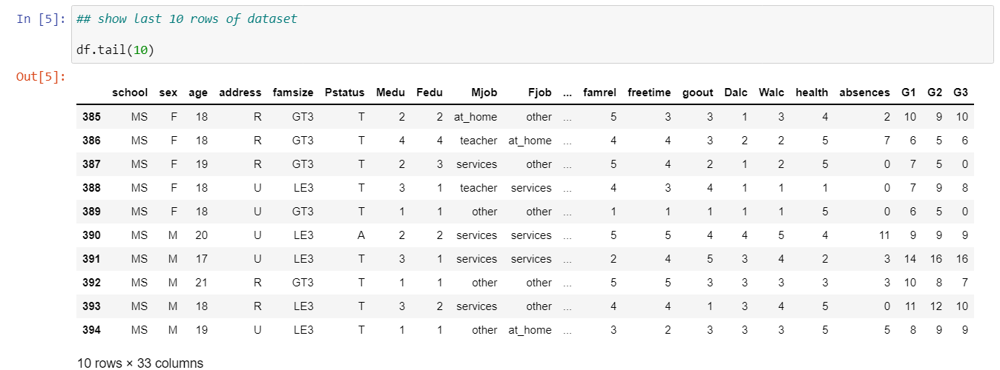 In [5]: ## show last 10 rows of dataset
df.tail(10)
Out[5]:
school sex age address famsize Pstatus Medu Fedu Mjob Fjob ... famrel freetime goout Dalc Walc health absences G1 G2 G3
385 MS F 18 R GT3 T 2 2 at_home other ... 5 3 3 1 3 4 2 10 9 10
386 MS F 18 R GT3 T 4 4 teacher at_home ... 4 4 3 2 2 5 7 6 5 6
387 MS F 19 R GT3 T 2 3 services other ... 5 4 2 1 2 5 0 7 5 0
388 MS F 18 U LE3 T 3 1 teacher services ... 4 3 4 1 1 1 0 7 9 8
389 MS F 18 U GT3 T 1 1 other other ... 1 1 1 1 1 5 0 6 5 0
390 MS M 20 U LE3 A 2 2 services services ... 5 5 4 4 5 4 11 9 9 9
391 MS M 17 U LE3 T 3 1 services services ... 2 4 5 3 4 2 3 14 16 16
392 MS M 21 R GT3 T 1 1 other other ... 5 5 3 3 3 3 3 10 8 7
393 MS M 18 R LE3 T 3 2 services other ... 4 4 1 3 4 5 0 11 12 10
394 MS M 19 U LE3 T 1 1 other at_home ... 3 2 3 3 3 5 5 8 9 9
10 rows × 33 columns